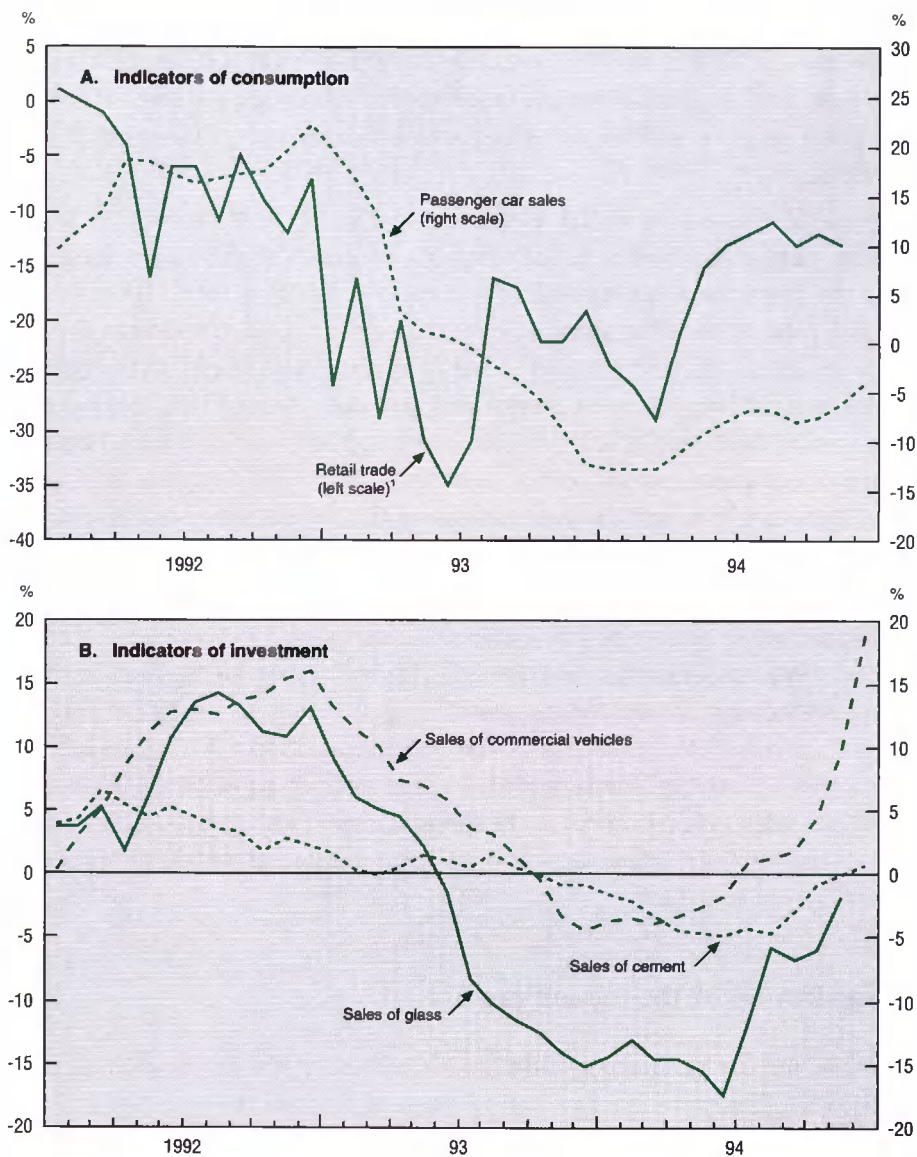 % %
5 30
A. Indicators of consumption
0 25
-5 20
-10 15
Passenger car sales
(right scale)
-15 10
-20 5
-25 0
-30 -5
Retail trade
(left scale)¹
-35 -10
-15
-40 -20
1992 93 94
% %
20 20
B. Indicators of investment
15 15
Sales of commercial vehicles
10 10
5 5
0 0
-5 -5
Sales of cement
-10 -10
Sales of glass
-15 -15
-20 -20
1992 93 94